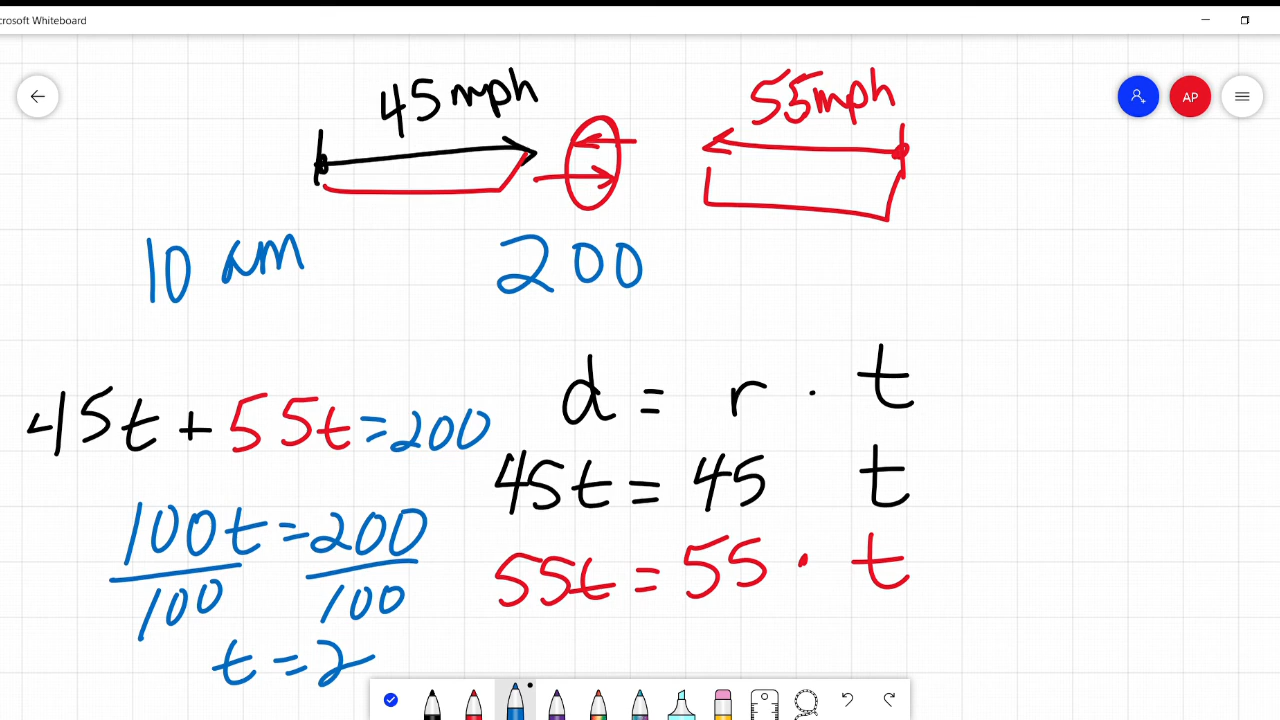 crosoft Whiteboard
45mph 55mph
AP
10 am 200
d = r · t
45t + 55t = 200
45t = 45 t
100t = 200
55t = 55 · t
100 100
t = 2